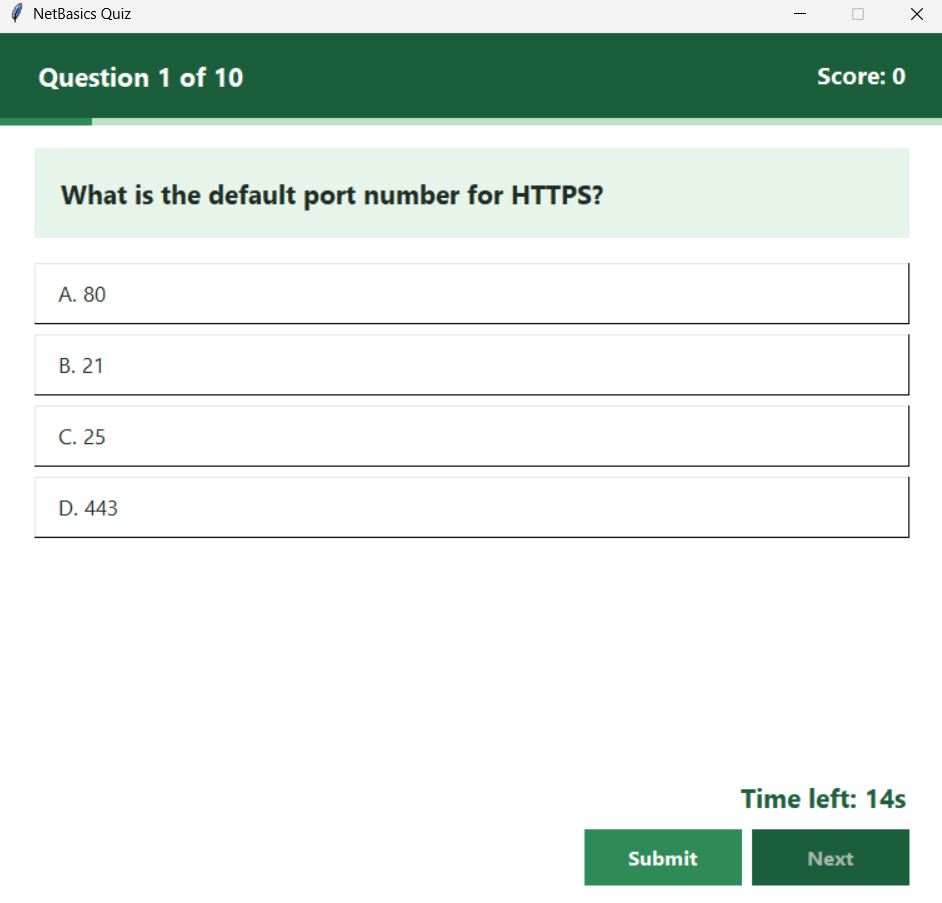 NetBasics Quiz
Question 1 of 10
Score: 0
What is the default port number for HTTPS?
A. 80
B. 21
C. 25
D. 443
Time left: 14s
Submit
Next